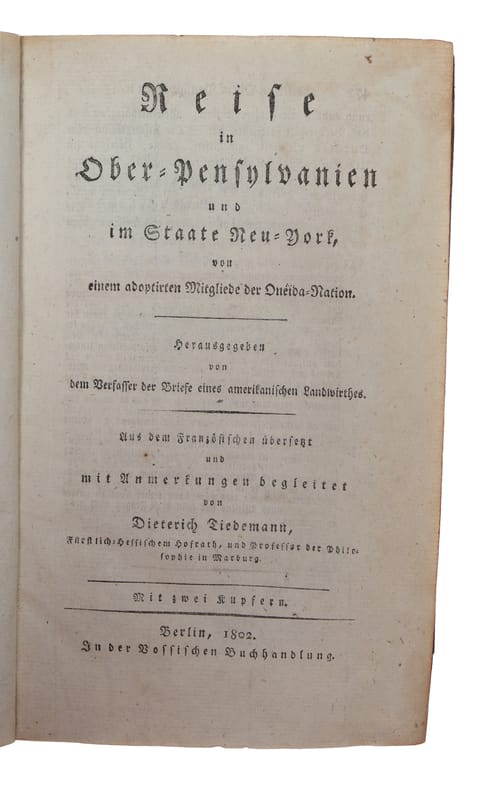 Reise
in
Ober-Pensylvanien
und
im Staate Neu-York,
von
einem adoptirten Mitgliede der Oneida-Nation.
Herausgegeben
von
dem Verfasser der Briefe eines amerikanischen Landwirthes.
Aus dem Französischen übersetzt
und
mit Anmerkungen begleitet
von
Dieterich Tiedemann,
Fürstlich-Hessischem Hofrath, und Professor der Philo-
sophie in Marburg.
Mit zwei Kupfern.
Berlin, 1802.
In der Vossischen Buchhandlung.